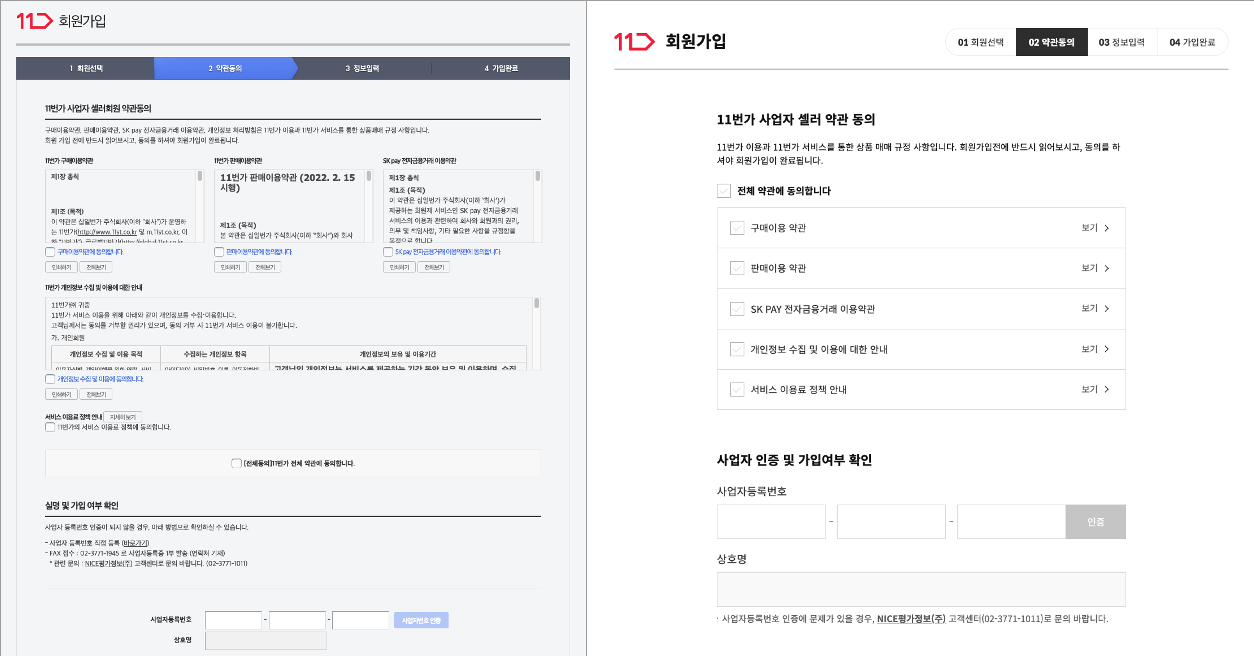 11 회원가입
1 회원선택 2 약관동의 3 정보입력 4 가입완료
11번가 사업자 셀러회원 약관동의
구매이용약관, 판매이용약관, SK pay 전자금융거래 이용약관, 개인정보 처리방침은 11번가 이용과 11번가 서비스를 통한 상품매매 규정 사항입니다.
회원 가입 전에 반드시 읽어보시고, 동의를 하셔야 회원가입이 완료됩니다.
11번가 구매이용약관
제1장 총칙
제1조 (목적)
이 약관은 십일번가 주식회사(이하 "회사")가 운영하
는 11번가(http://www.11st.co.kr 및 m.11st.co.kr, 이
구매이용약관에 동의합니다.
인쇄하기 전체보기
11번가 판매이용약관
11번가 판매이용약관 (2022. 2. 15
시행)
제1조 (목적)
본 약관은 십일번가 주식회사(이하 "회사")와 회사
판매이용약관에 동의합니다.
인쇄하기 전체보기
SK pay 전자금융거래 이용약관
제1장 총칙
제1조 (목적)
이 약관은 십일번가 주식회사(이하 '회사')가
제공하는 회원제 서비스인 SK pay 전자금융거래
서비스의 이용과 관련하여 회사와 회원과의 권리,
의무 및 책임사항, 기타 필요한 사항을 규정함을
목적으로 합니다.
SK pay 전자금융거래 이용약관에 동의합니다.
인쇄하기 전체보기
11번가 개인정보 수집 및 이용에 대한 안내
11번가㈜ 귀중
11번가 서비스 이용을 위해 아래와 같이 개인정보를 수집·이용합니다.
고객님께서는 동의를 거부할 권리가 있으며, 동의 거부 시 11번가 서비스 이용이 불가합니다.
가. 개인회원
개인정보 수집 및 이용 목적 수집하는 개인정보 항목 개인정보의 보유 및 이용기간
고객님의 개인정보는 서비스를 제공하는 기간 동안 보유 및 이용하며, 수집
개인정보 수집 및 이용에 동의합니다.
인쇄하기 전체보기
서비스 이용료 정책 안내 자세히 보기
11번가의 서비스 이용료 정책에 동의합니다.
[전체동의]11번가 전체 약관에 동의합니다.
실명 및 가입 여부 확인
사업자 등록번호 인증이 되지 않을 경우, 아래 방법으로 확인하실 수 있습니다.
- 사업자 등록번호 직접 등록 (바로가기)
- FAX 접수 : 02-3771-1945 로 사업자등록증 1부 발송 (연락처 기재)
* 관련 문의 : NICE평가정보(주) 고객센터로 문의 바랍니다. (02-3771-1011)
사업자등록번호 - - 사업자번호 인증
상호명
11 회원가입
01 회원선택 02 약관동의 03 정보입력 04 가입완료
11번가 사업자 셀러 약관 동의
11번가 이용과 11번가 서비스를 통한 상품 매매 규정 사항입니다. 회원가입전에 반드시 읽어보시고, 동의를 하
셔야 회원가입이 완료됩니다.
전체 약관에 동의합니다
구매이용 약관 보기
판매이용 약관 보기
SK PAY 전자금융거래 이용약관 보기
개인정보 수집 및 이용에 대한 안내 보기
서비스 이용료 정책 안내 보기
사업자 인증 및 가입여부 확인
사업자등록번호
- - 인증
상호명
· 사업자등록번호 인증에 문제가 있을 경우, NICE평가정보(주) 고객센터(02-3771-1011)로 문의 바랍니다.